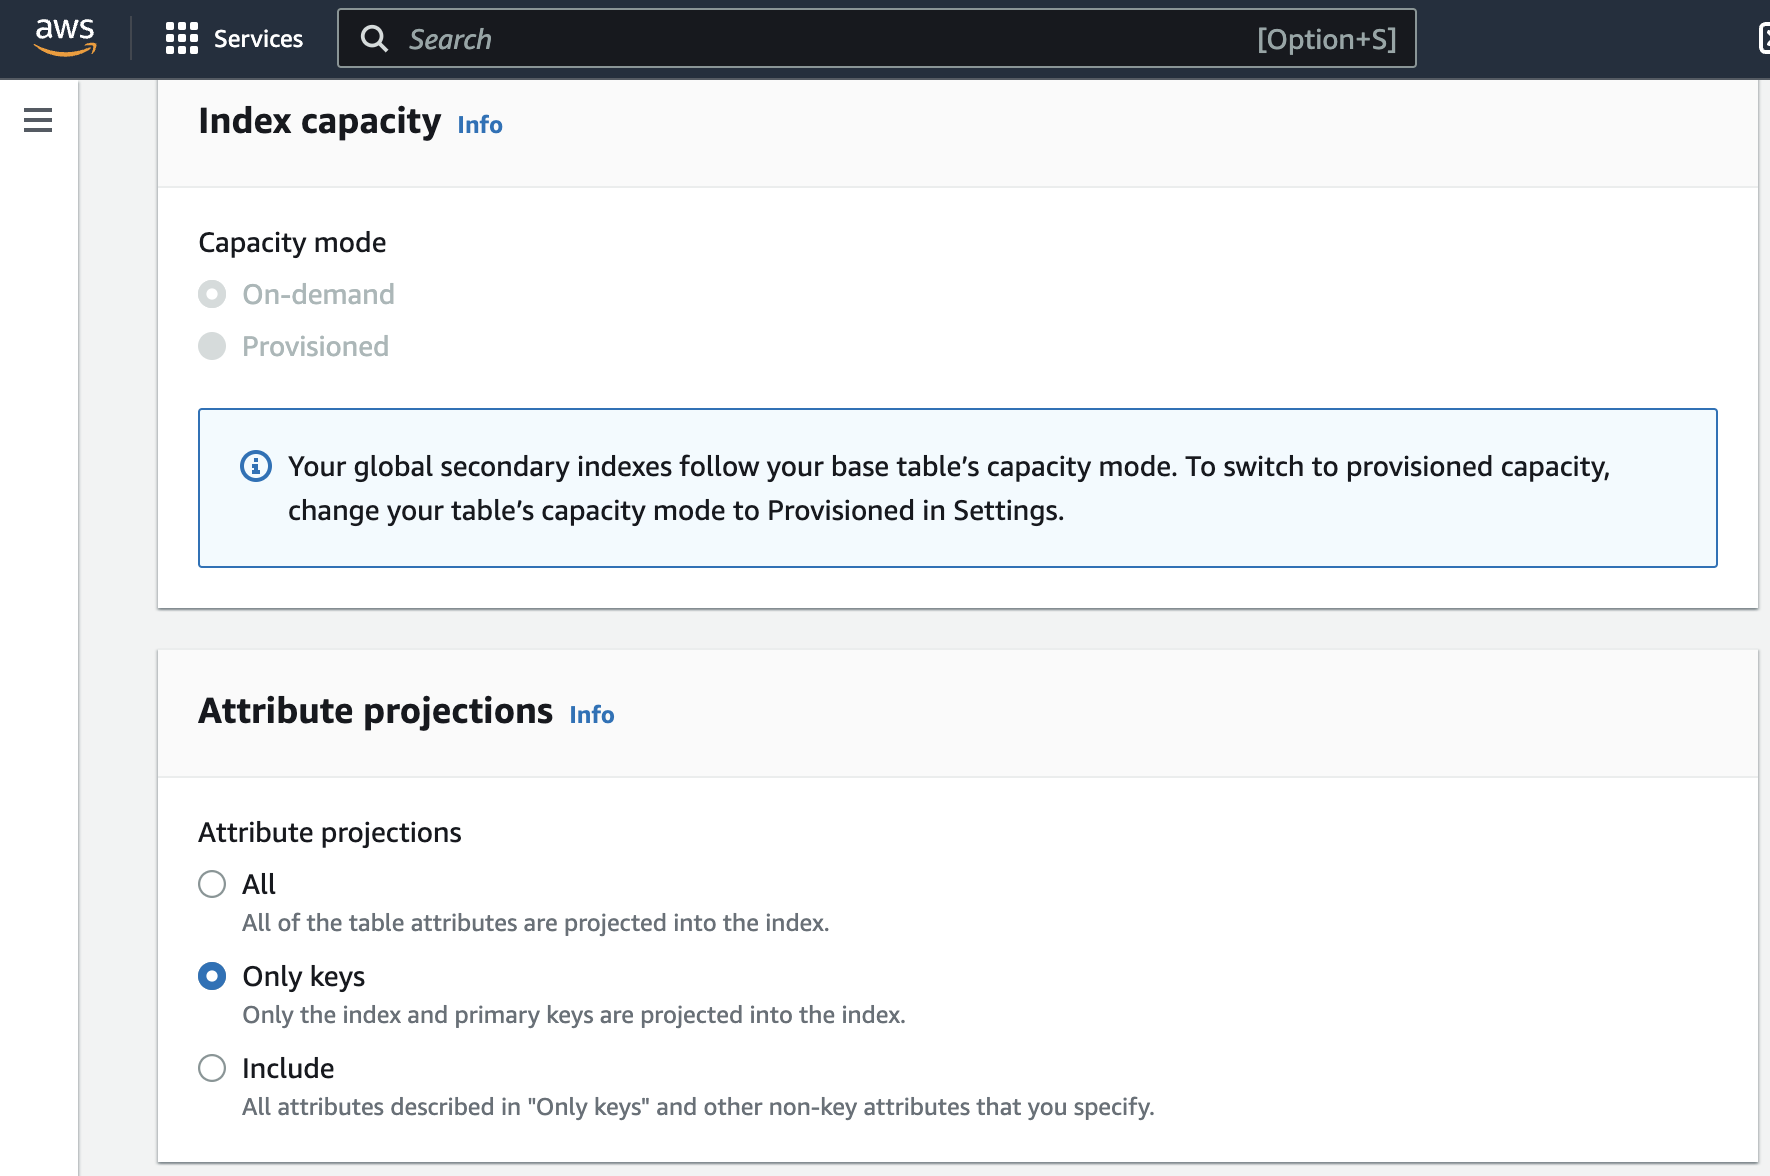 aws
Services
Search
[Option+S]
Index capacity Info
Capacity mode
On-demand
Provisioned
Your global secondary indexes follow your base table’s capacity mode. To switch to provisioned capacity,
change your table’s capacity mode to Provisioned in Settings.
Attribute projections Info
Attribute projections
All
All of the table attributes are projected into the index.
Only keys
Only the index and primary keys are projected into the index.
Include
All attributes described in "Only keys" and other non-key attributes that you specify.